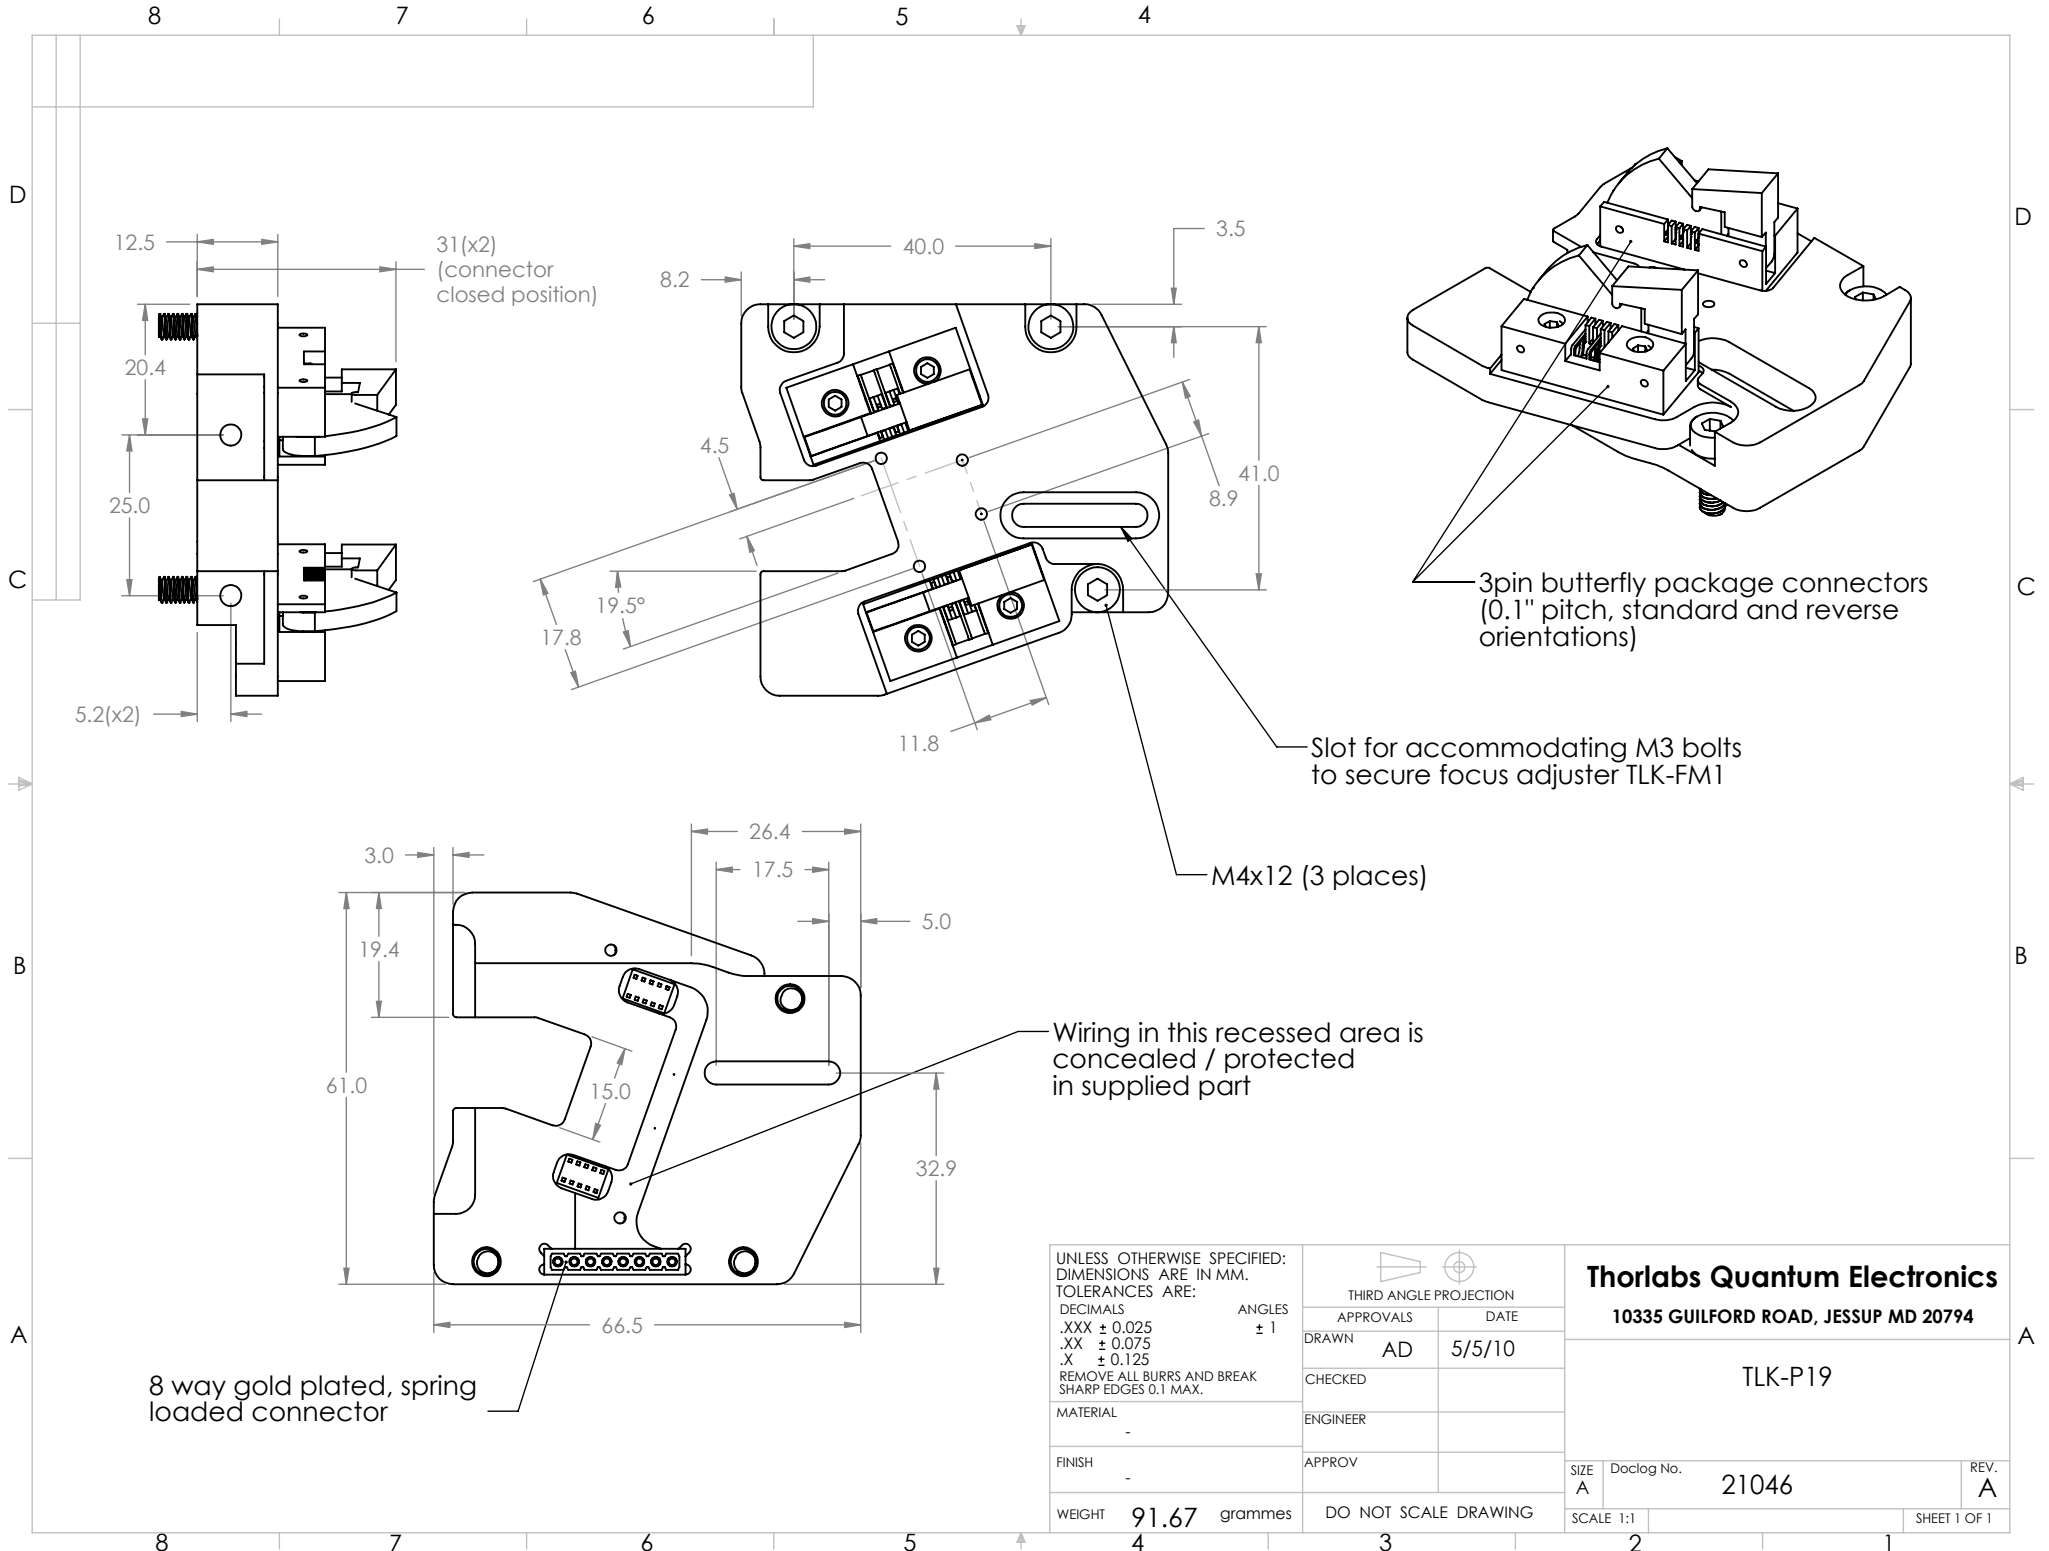 8 7 6 5 4
D
D
12.5
31(x2)
(connector
closed position)
20.4
25.0
5.2(x2)
8.2
40.0
3.5
4.5
41.0
8.9
19.5°
17.8
11.8
3pin butterfly package connectors
(0.1" pitch, standard and reverse
orientations)
C
C
Slot for accommodating M3 bolts
to secure focus adjuster TLK-FM1
M4x12 (3 places)
26.4
3.0
17.5
5.0
19.4
B
B
61.0
15.0
32.9
66.5
Wiring in this recessed area is
concealed / protected
in supplied part
8 way gold plated, spring
loaded connector
A
A
UNLESS OTHERWISE SPECIFIED:
DIMENSIONS ARE IN MM.
TOLERANCES ARE:
DECIMALS ANGLES
.XXX ± 0.025 ± 1
.XX ± 0.075
.X ± 0.125
REMOVE ALL BURRS AND BREAK
SHARP EDGES 0.1 MAX.
MATERIAL
-
FINISH
-
WEIGHT 91.67 grammes
THIRD ANGLE PROJECTION
APPROVALS DATE
DRAWN AD 5/5/10
CHECKED
ENGINEER
APPROV
DO NOT SCALE DRAWING
Thorlabs Quantum Electronics
10335 GUILFORD ROAD, JESSUP MD 20794
TLK-P19
SIZE
A
Doclog No. 21046
REV.
A
SCALE 1:1
SHEET 1 OF 1
8 7 6 5 4 3 2 1